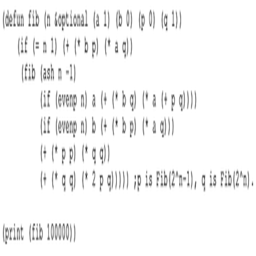 (defun fib (n &optional (a 1) (b 0) (p 0) (q 1))
(if (= n 1) (+ (* b p) (* a q))
(fib (ash n -1)
(if (evenp n) a (+ (* b q) (* a (+ p q))))
(if (evenp n) b (+ (* b p) (* a q)))
(+ (* p p) (* q q))
(+ (* q q) (* 2 p q))))) ;p is Fib(2^n-1), q is Fib(2^n).
(print (fib 100000))